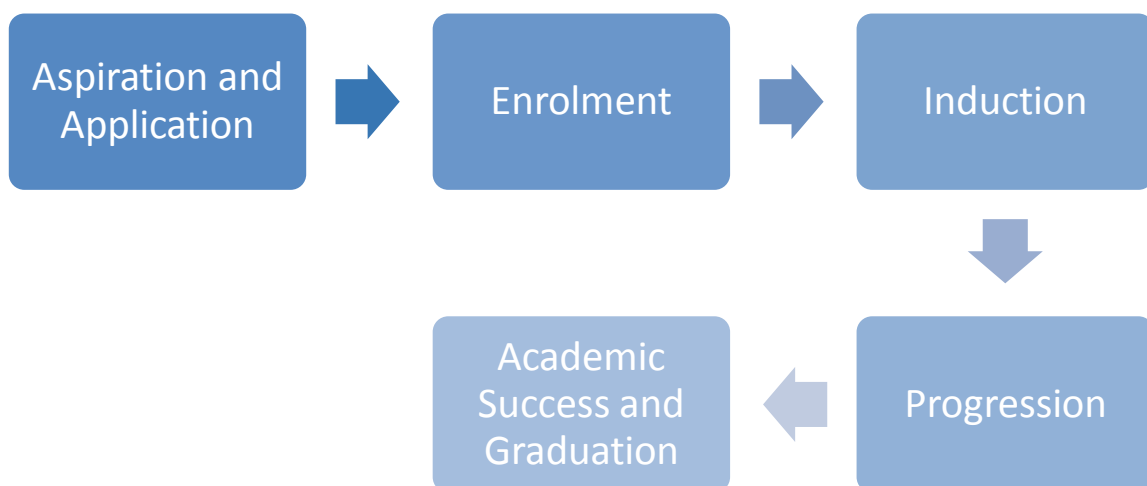 Aspiration and
Application
Enrolment
Induction
Progression
Academic
Success and
Graduation